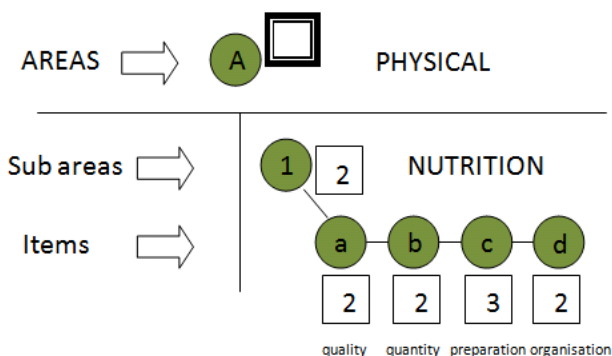 AREAS A PHYSICAL
Sub areas 1 2 NUTRITION
Items a b c d
2 2 3 2
quality quantity preparation organisation